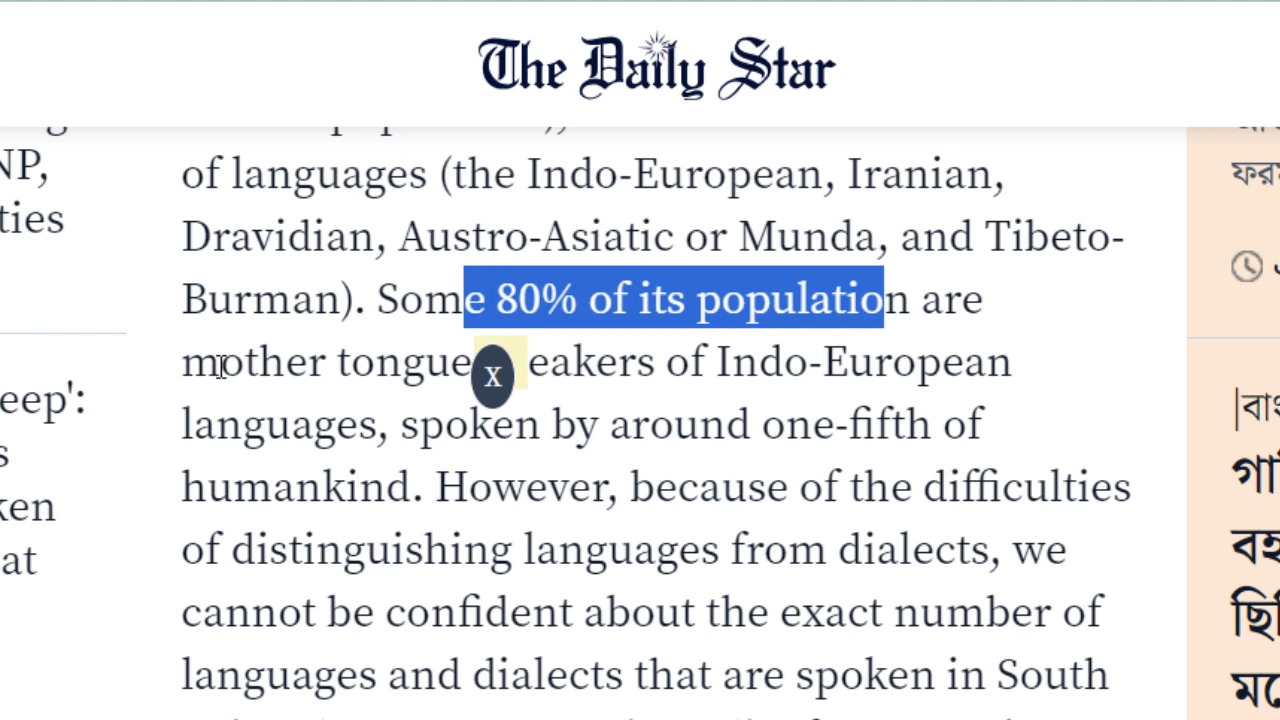 The Daily Star
NP,
ties
eep':
s
ken
at
of languages (the Indo-European, Iranian,
Dravidian, Austro-Asiatic or Munda, and Tibeto-
Burman). Some 80% of its population are
mother tongue x eakers of Indo-European
languages, spoken by around one-fifth of
humankind. However, because of the difficulties
of distinguishing languages from dialects, we
cannot be confident about the exact number of
languages and dialects that are spoken in South
ফরম
|বাং
গা
বহ
ছি